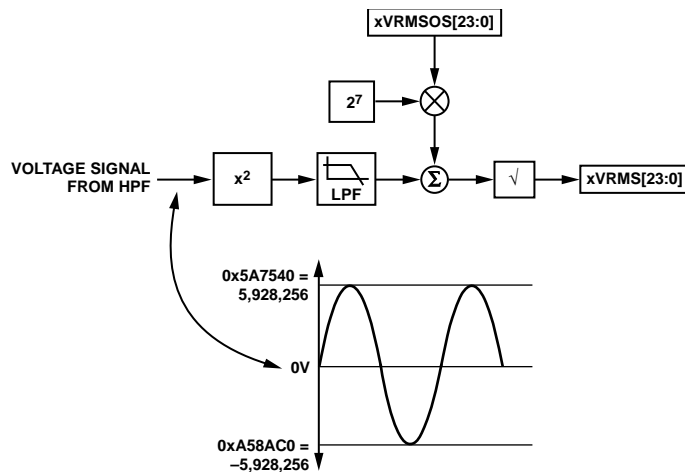 xVRMSOS[23:0]
2⁷
VOLTAGE SIGNAL
FROM HPF
x²
LPF
Σ
√
xVRMS[23:0]
0x5A7540 =
5,928,256
0V
0xA58AC0 =
–5,928,256